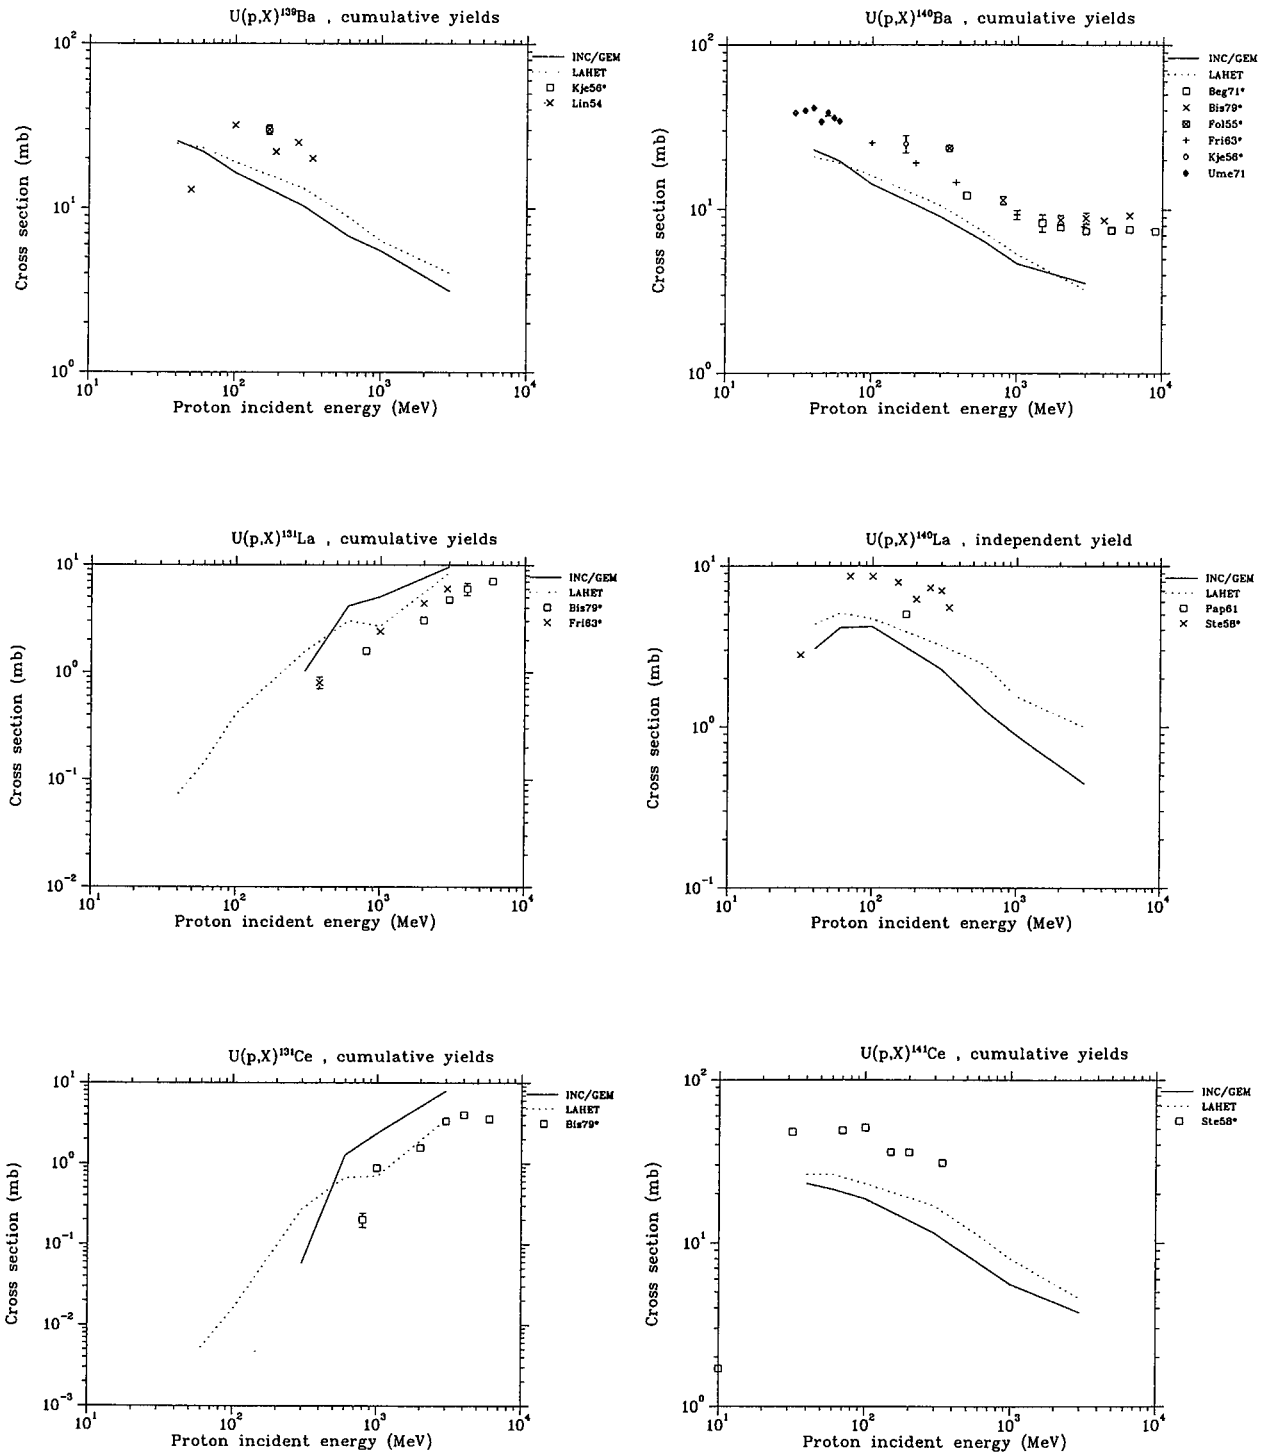 U(p,X)¹³⁹Ba , cumulative yields
Cross section (mb)
10²
10¹
10⁰
10¹ 10² 10³ 10⁴
Proton incident energy (MeV)
INC/GEM
LAHET
Kje56*
Lin54
U(p,X)¹⁴⁰Ba , cumulative yields
Cross section (mb)
10²
10¹
10⁰
10¹ 10² 10³ 10⁴
Proton incident energy (MeV)
INC/GEM
LAHET
Beg71*
Bis79*
Fol55*
Fri63*
Kje56*
Ume71
U(p,X)¹³¹La , cumulative yields
Cross section (mb)
10¹
10⁰
10⁻¹
10⁻²
10¹ 10² 10³ 10⁴
Proton incident energy (MeV)
INC/GEM
LAHET
Bis79*
Fri63*
U(p,X)¹⁴⁰La , independent yield
Cross section (mb)
10¹
10⁰
10⁻¹
10¹ 10² 10³ 10⁴
Proton incident energy (MeV)
INC/GEM
LAHET
Pap61
Ste58*
U(p,X)¹³¹Ce , cumulative yields
Cross section (mb)
10¹
10⁰
10⁻¹
10⁻²
10⁻³
10¹ 10² 10³ 10⁴
Proton incident energy (MeV)
INC/GEM
LAHET
Bis79*
U(p,X)¹⁴¹Ce , cumulative yields
Cross section (mb)
10²
10¹
10⁰
10¹ 10² 10³ 10⁴
Proton incident energy (MeV)
INC/GEM
LAHET
Ste58*